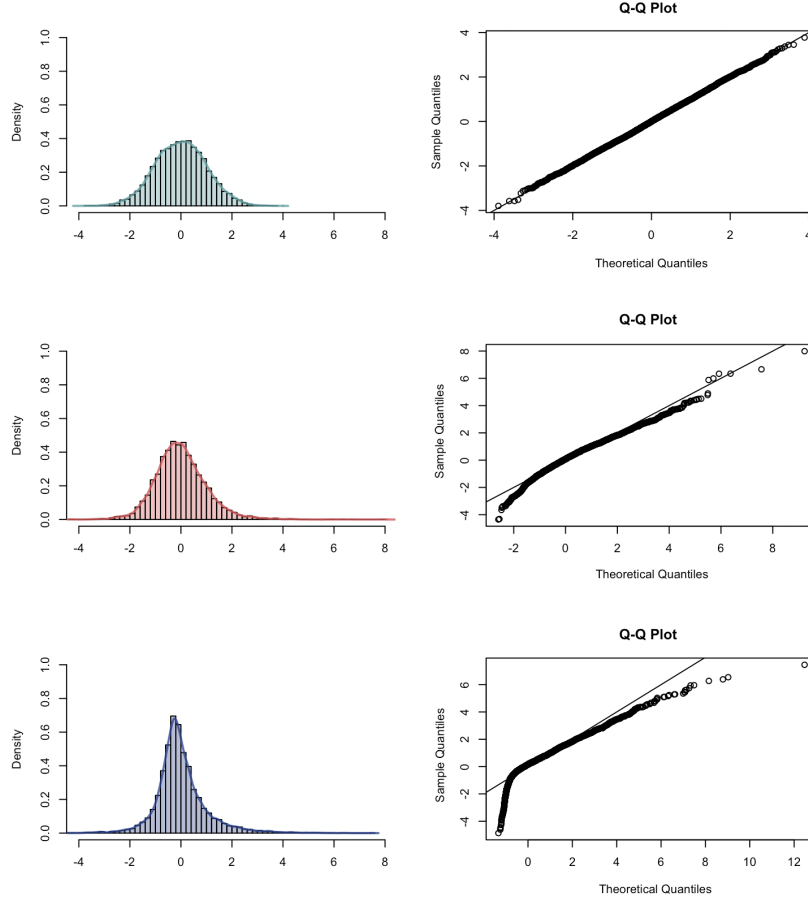 Density
0.0 0.2 0.4 0.6 0.8 1.0
-4 -2 0 2 4 6 8
Q-Q Plot
Sample Quantiles
-4 -2 0 2 4
-4 -2 0 2 4
Theoretical Quantiles
Density
0.0 0.2 0.4 0.6 0.8 1.0
-4 -2 0 2 4 6 8
Q-Q Plot
Sample Quantiles
-4 -2 0 2 4 6 8
-2 0 2 4 6 8
Theoretical Quantiles
Density
0.0 0.2 0.4 0.6 0.8 1.0
-4 -2 0 2 4 6 8
Q-Q Plot
Sample Quantiles
-4 -2 0 2 4 6
0 2 4 6 8 10 12
Theoretical Quantiles